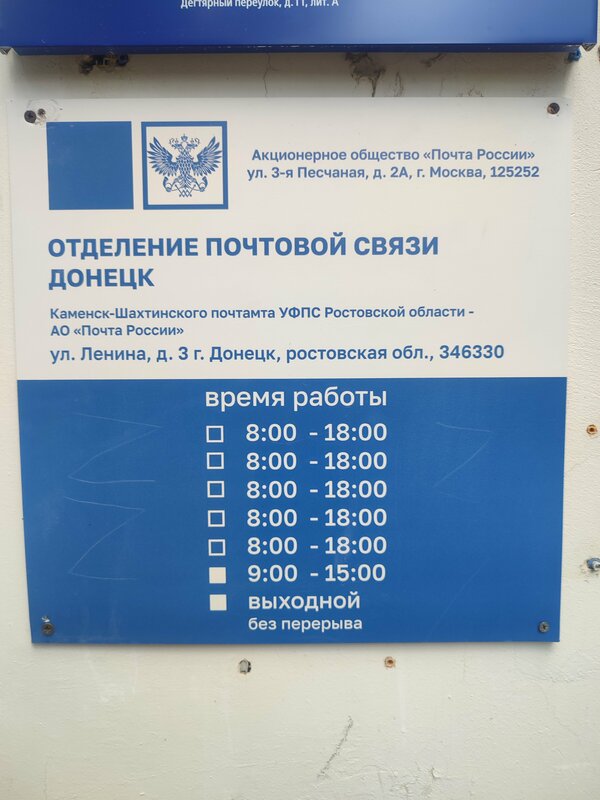 Дегтярный переулок, д.11, лит. А
Акционерное общество «Почта России»
ул. 3-я Песчаная, д. 2А, г. Москва, 125252
ОТДЕЛЕНИЕ ПОЧТОВОЙ СВЯЗИ
ДОНЕЦК
Каменск-Шахтинского почтамта УФПС Ростовской области -
АО «Почта России»
ул. Ленина, д. 3 г. Донецк, ростовская обл., 346330
время работы
8:00 - 18:00
8:00 - 18:00
8:00 - 18:00
8:00 - 18:00
8:00 - 18:00
9:00 - 15:00
выходной
без перерыва